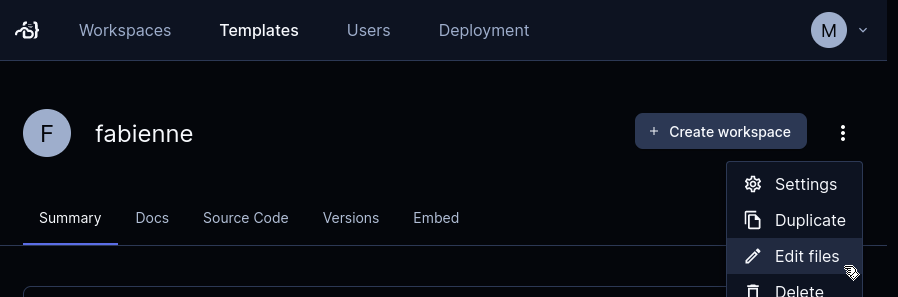 Workspaces Templates Users Deployment M
F fabienne + Create workspace
Settings
Summary Docs Source Code Versions Embed
Duplicate
Edit files
Delete